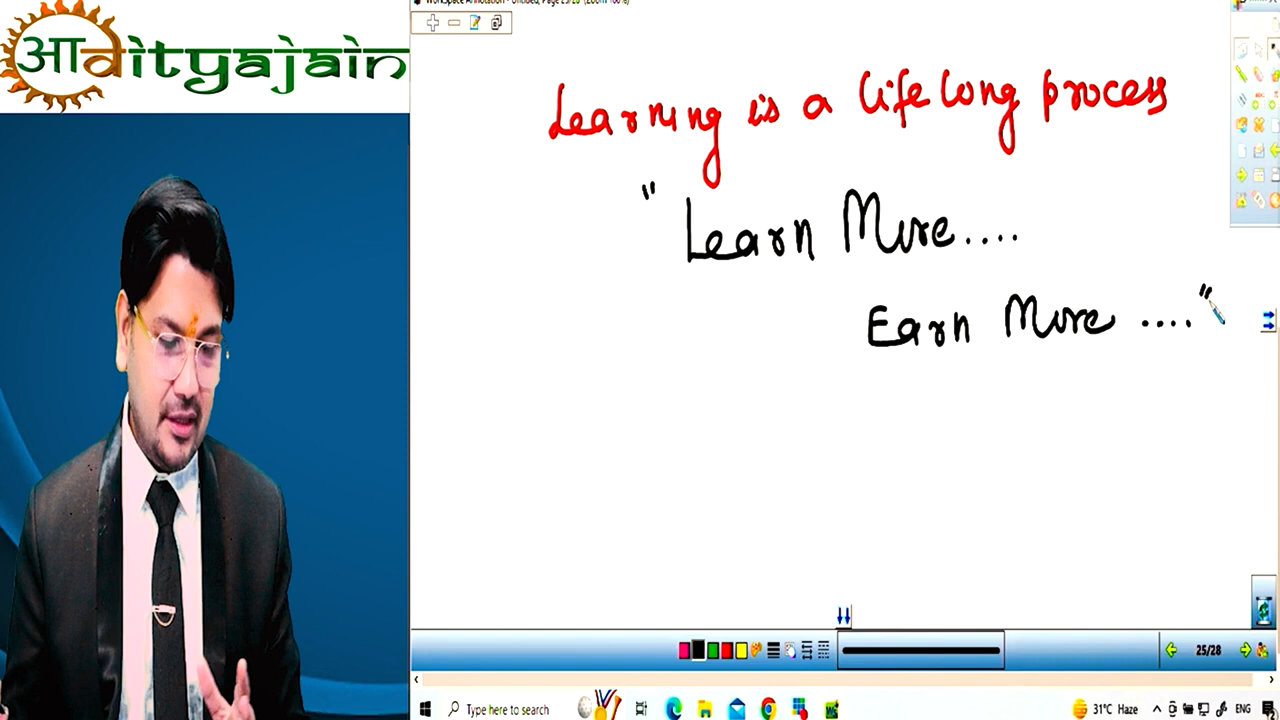 आdityajain
Learning is a life long process
" Learn More....
Earn More ...."
25/28
Type here to search
31°C Haze
ENG